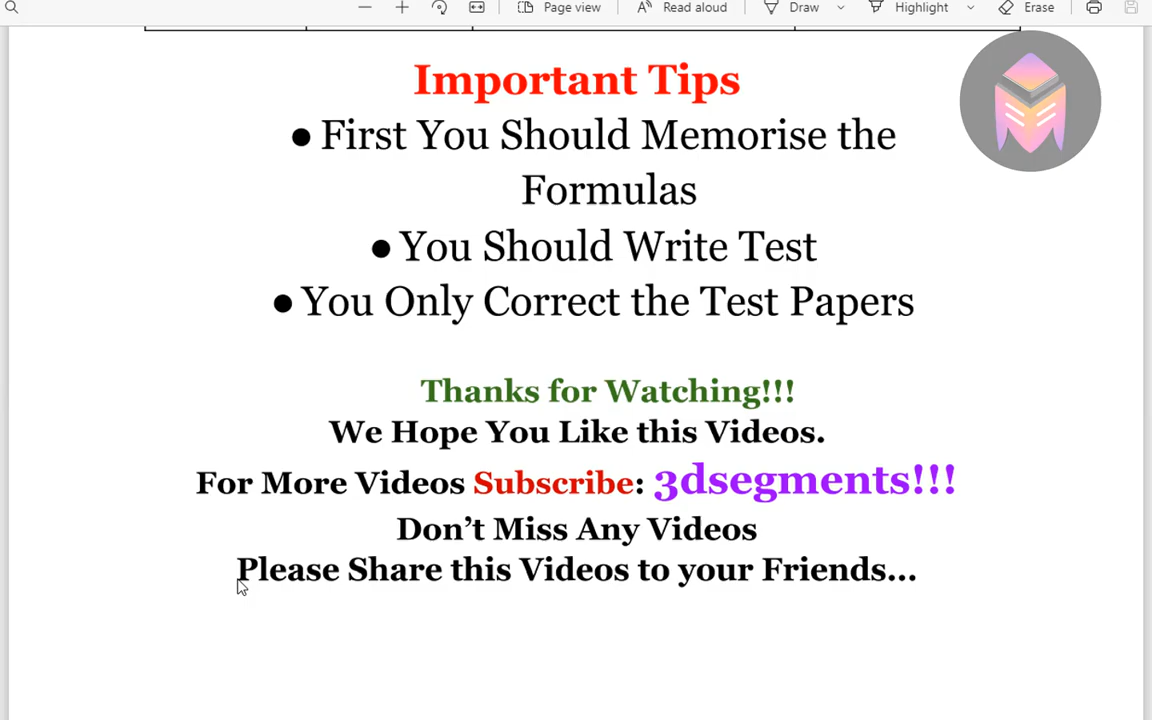 Page view Read aloud Draw Highlight Erase
Important Tips
● First You Should Memorise the
Formulas
● You Should Write Test
● You Only Correct the Test Papers
Thanks for Watching!!!
We Hope You Like this Videos.
For More Videos Subscribe: 3dsegments!!!
Don't Miss Any Videos
Please Share this Videos to your Friends...